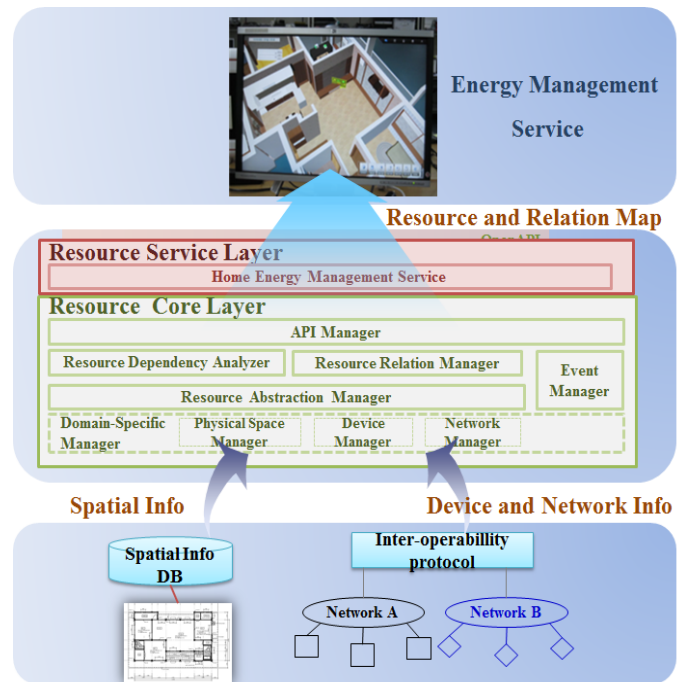 Energy Management
Service
Resource and Relation Map
OpenAPI
Resource Service Layer
Home Energy Management Service
Resource Core Layer
API Manager
Resource Dependency Analyzer
Resource Relation Manager
Event
Manager
Resource Abstraction Manager
Domain-Specific
Manager
Physical Space
Manager
Device
Manager
Network
Manager
Spatial Info
Device and Network Info
Spatial Info
DB
Inter-operabillity
protocol
Network A
Network B